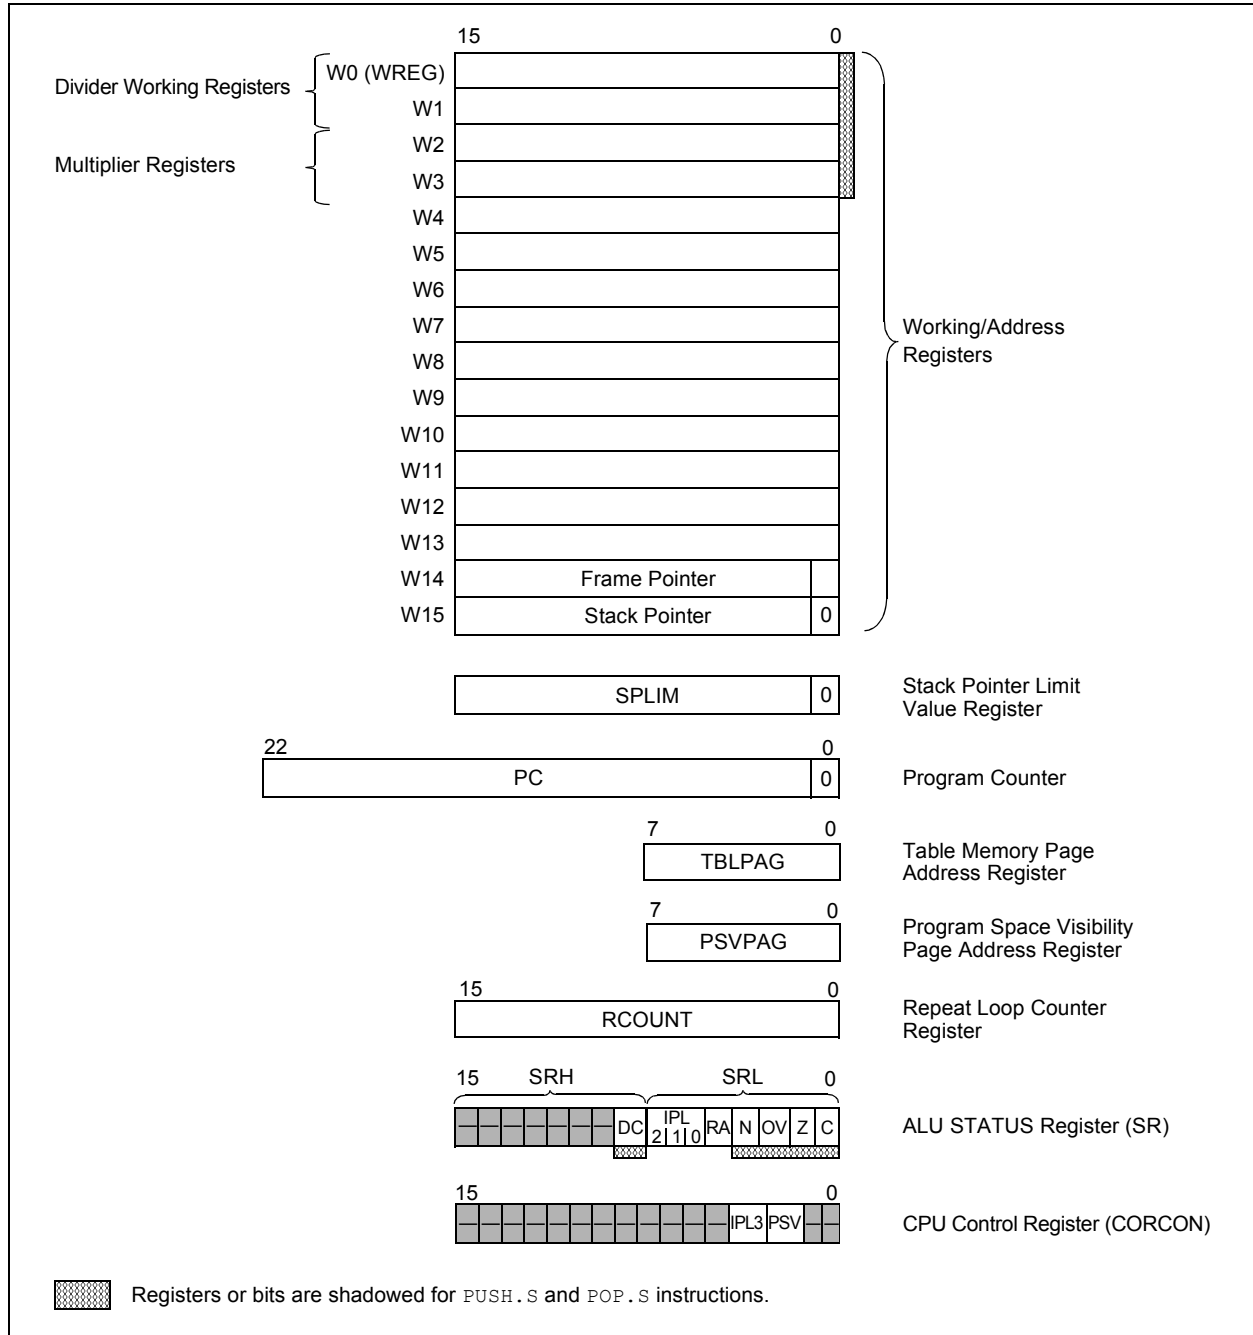 15 0
Divider Working Registers
W0 (WREG)
W1
Multiplier Registers
W2
W3
W4
W5
W6
W7
W8
W9
W10
W11
W12
W13
W14 Frame Pointer
W15 Stack Pointer 0
Working/Address
Registers
SPLIM 0
Stack Pointer Limit
Value Register
22 0
PC 0 Program Counter
7 0
TBLPAG
Table Memory Page
Address Register
7 0
PSVPAG
Program Space Visibility
Page Address Register
15 0
RCOUNT
Repeat Loop Counter
Register
15 SRH SRL 0
— — — — — — — DC IPL 2 1 0 RA N OV Z C ALU STATUS Register (SR)
15 0
— — — — — — — — — — — — IPL3 PSV — — CPU Control Register (CORCON)
Registers or bits are shadowed for PUSH.S and POP.S instructions.